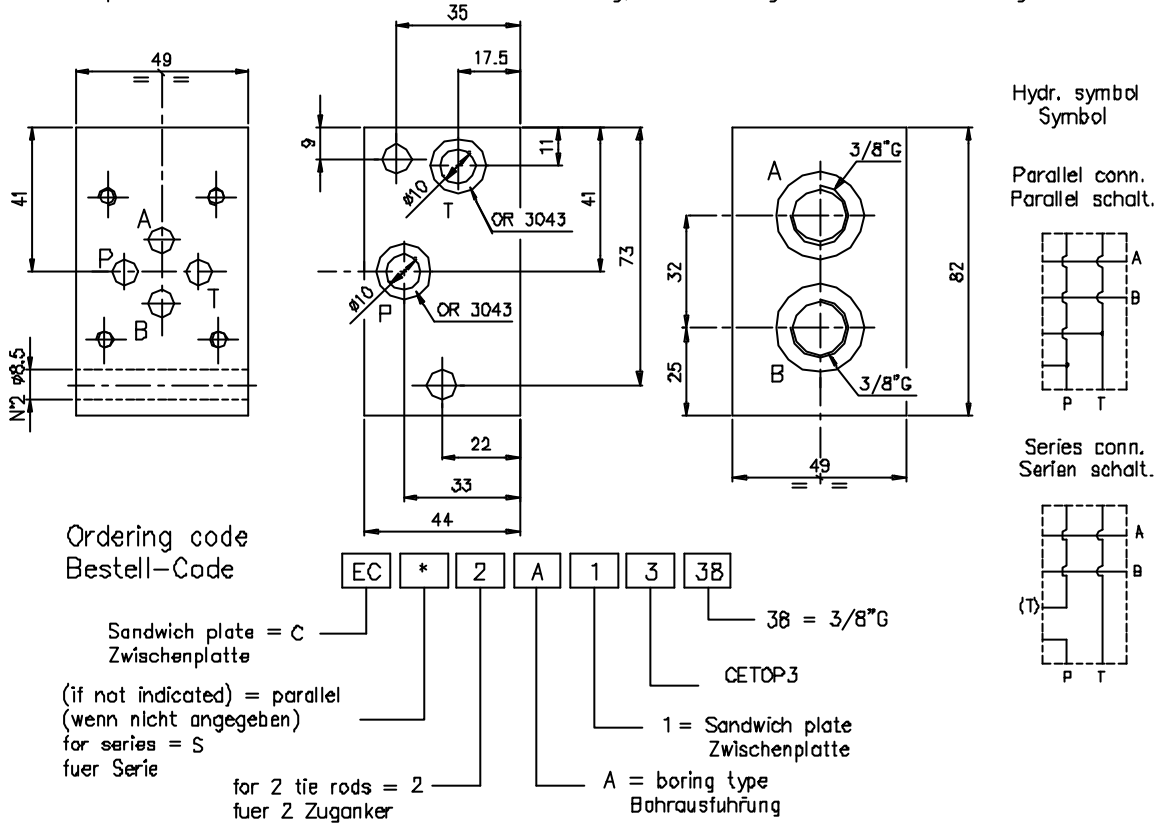 35
49
= =
17.5
Hydr. symbol
Symbol
9
11
41
A
P
T
B
N°2 ø8.5
ø10
T
OR 3043
ø10
P
OR 3043
41
73
22
33
44
A
3/8"G
32
25
B
3/8"G
82
49
= =
Parallel conn.
Parallel schalt.
A
B
P T
Series conn.
Serien schalt.
A
B
(T)
P T
Ordering code
Bestell-Code
EC * 2 A 1 3 38
Sandwich plate = C
Zwischenplatte
38 = 3/8"G
CETOP3
(if not indicated) = parallel
(wenn nicht angegeben)
for series = S
fuer Serie
1 = Sandwich plate
Zwischenplatte
for 2 tie rods = 2
fuer 2 Zuganker
A = boring type
Bohrausfuhrung